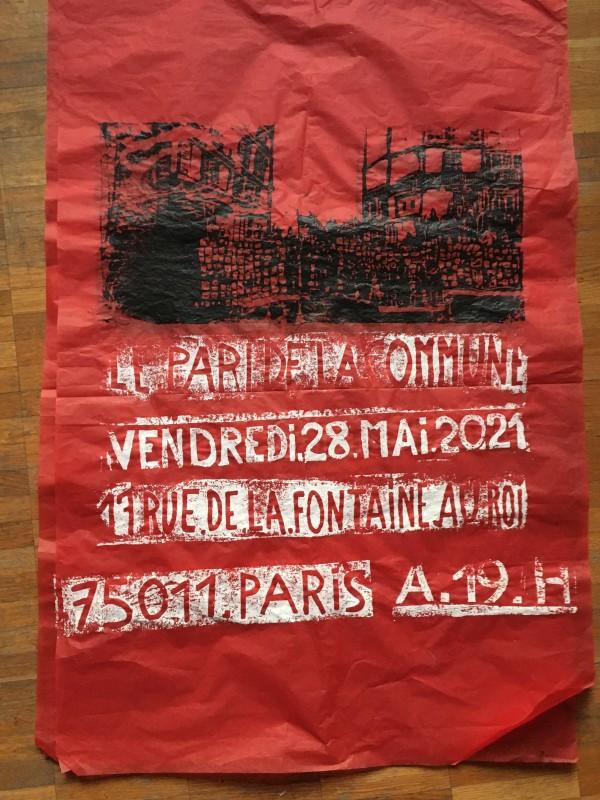 LE PARI DE LA COMMUNE
VENDREDi.28.MAi.2021
11 RUE.DE LA.FONTAINE AU ROI
75011.PARIS A.19.H